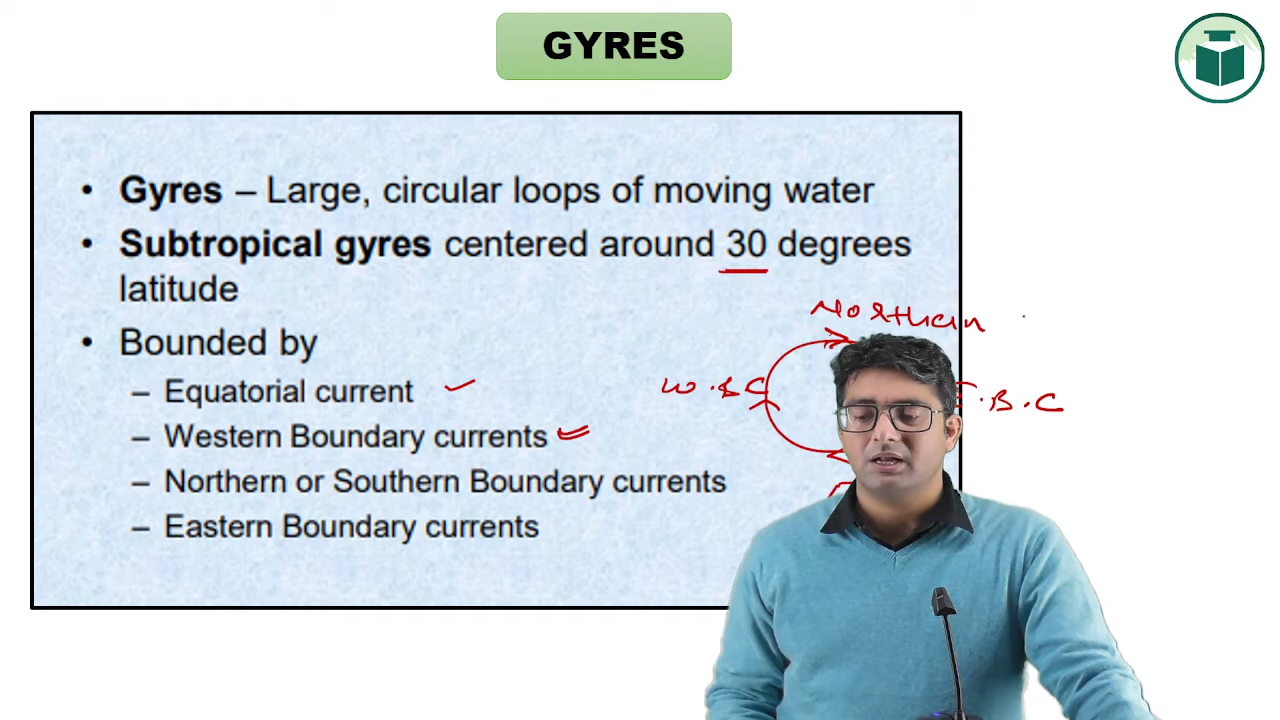 GYRES
• Gyres – Large, circular loops of moving water
• Subtropical gyres centered around 30 degrees
latitude
• Bounded by
– Equatorial current
– Western Boundary currents
– Northern or Southern Boundary currents
– Eastern Boundary currents
Northern
W.B.C
.B.C